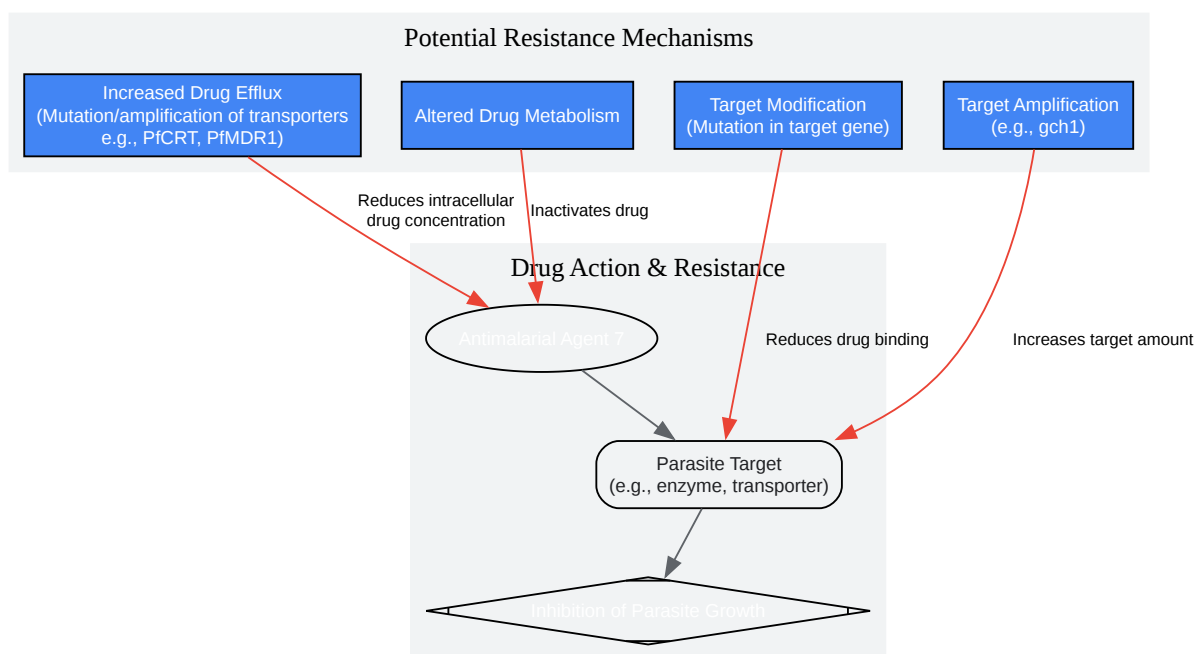 Potential Resistance Mechanisms
Increased Drug Efflux
(Mutation/amplification of transporters
e.g., PfCRT, PfMDR1)
Altered Drug Metabolism
Target Modification
(Mutation in target gene)
Target Amplification
(e.g., gch1)
Reduces intracellular
drug concentration
Inactivates drug
Drug Action & Resistance
Antimalarial Agent 7
Reduces drug binding
Increases target amount
Parasite Target
(e.g., enzyme, transporter)
Inhibition of Parasite Growth